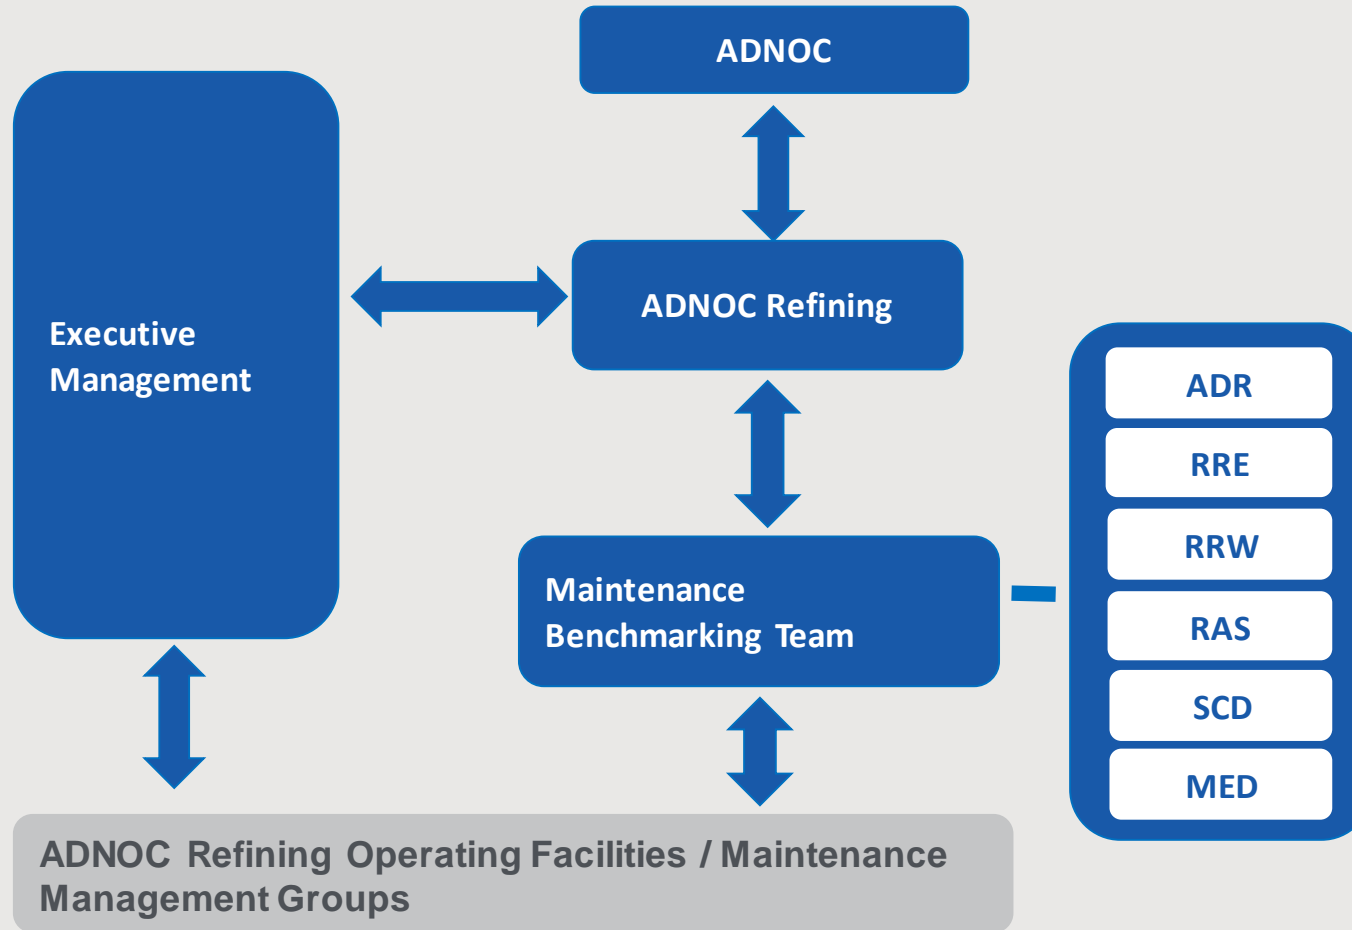 ADNOC
Executive
Management
ADNOC Refining
Maintenance
Benchmarking Team
ADR
RRE
RRW
RAS
SCD
MED
ADNOC Refining Operating Facilities / Maintenance
Management Groups